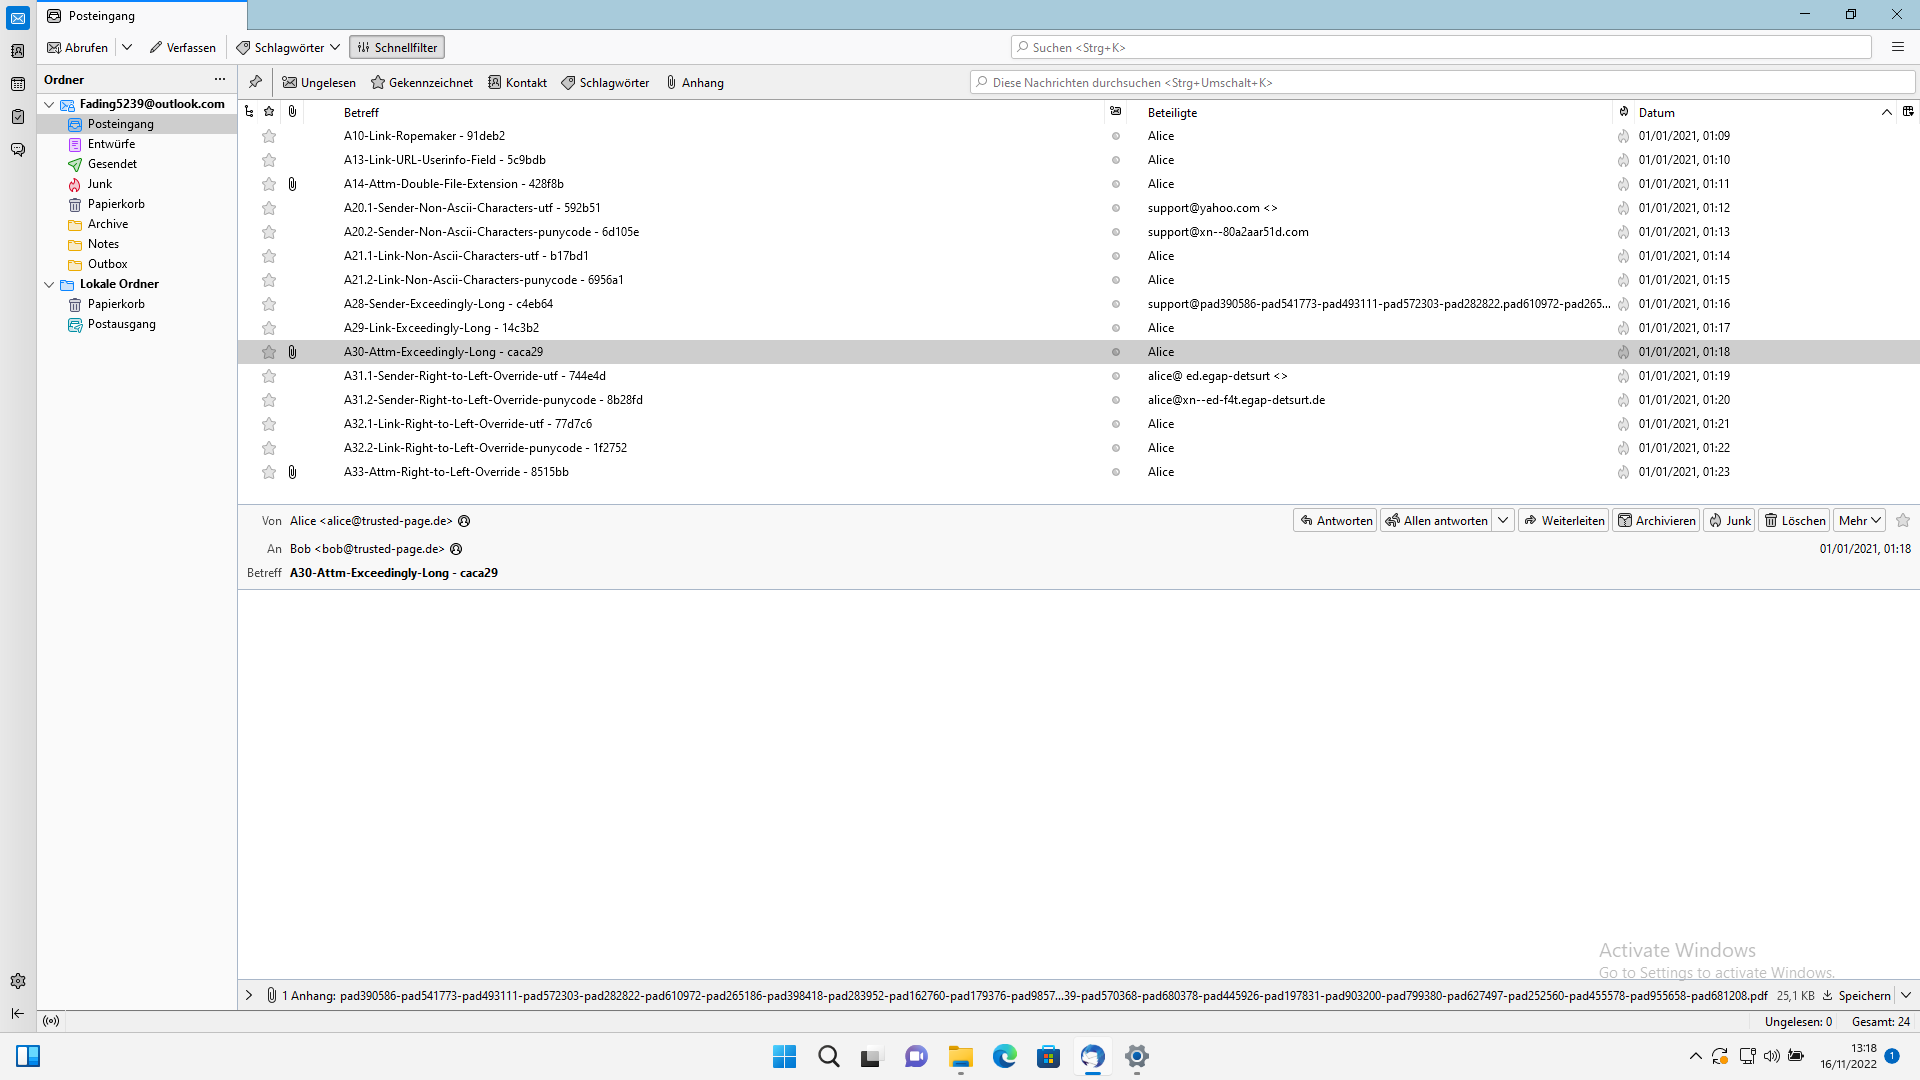 Posteingang
Abrufen Verfassen Schlagwörter Schnellfilter Suchen <Strg+K>
Ordner ... Ungelesen Gekennzeichnet Kontakt Schlagwörter Anhang Diese Nachrichten durchsuchen <Strg+Umschalt+K>
Fading5239@outlook.com
Posteingang
Entwürfe
Gesendet
Junk
Papierkorb
Archive
Notes
Outbox
Lokale Ordner
Papierkorb
Postausgang
Betreff Beteiligte Datum
A10-Link-Ropemaker - 91deb2 Alice 01/01/2021, 01:09
A13-Link-URL-Userinfo-Field - 5c9bdb Alice 01/01/2021, 01:10
A14-Attm-Double-File-Extension - 428f8b Alice 01/01/2021, 01:11
A20.1-Sender-Non-Ascii-Characters-utf - 592b51 support@yahoo.com <> 01/01/2021, 01:12
A20.2-Sender-Non-Ascii-Characters-punycode - 6d105e support@xn--80a2aar51d.com 01/01/2021, 01:13
A21.1-Link-Non-Ascii-Characters-utf - b17bd1 Alice 01/01/2021, 01:14
A21.2-Link-Non-Ascii-Characters-punycode - 6956a1 Alice 01/01/2021, 01:15
A28-Sender-Exceedingly-Long - c4eb64 support@pad390586-pad541773-pad493111-pad572303-pad282822.pad610972-pad265... 01/01/2021, 01:16
A29-Link-Exceedingly-Long - 14c3b2 Alice 01/01/2021, 01:17
A30-Attm-Exceedingly-Long - caca29 Alice 01/01/2021, 01:18
A31.1-Sender-Right-to-Left-Override-utf - 744e4d alice@ ed.egap-detsurt <> 01/01/2021, 01:19
A31.2-Sender-Right-to-Left-Override-punycode - 8b28fd alice@xn--ed-f4t.egap-detsurt.de 01/01/2021, 01:20
A32.1-Link-Right-to-Left-Override-utf - 77d7c6 Alice 01/01/2021, 01:21
A32.2-Link-Right-to-Left-Override-punycode - 1f2752 Alice 01/01/2021, 01:22
A33-Attm-Right-to-Left-Override - 8515bb Alice 01/01/2021, 01:23
Von Alice <alice@trusted-page.de> Antworten Allen antworten Weiterleiten Archivieren Junk Löschen Mehr
An Bob <bob@trusted-page.de> 01/01/2021, 01:18
Betreff A30-Attm-Exceedingly-Long - caca29
Activate Windows
Go to Settings to activate Windows.
1 Anhang: pad390586-pad541773-pad493111-pad572303-pad282822-pad610972-pad265186-pad398418-pad283952-pad162760-pad179376-pad9857...39-pad570368-pad680378-pad445926-pad197831-pad903200-pad799380-pad627497-pad252560-pad455578-pad955658-pad681208.pdf 25,1 KB Speichern
Ungelesen: 0 Gesamt: 24
13:18
16/11/2022 1